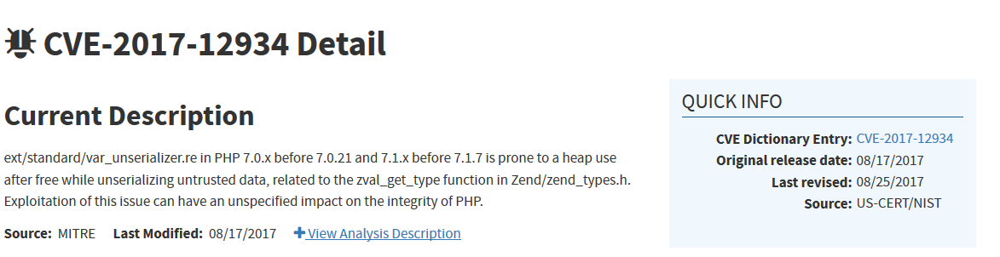 CVE-2017-12934 Detail
Current Description
ext/standard/var_unserializer.re in PHP 7.0.x before 7.0.21 and 7.1.x before 7.1.7 is prone to a heap use
after free while unserializing untrusted data, related to the zval_get_type function in Zend/zend_types.h.
Exploitation of this issue can have an unspecified impact on the integrity of PHP.
Source: MITRE Last Modified: 08/17/2017 +View Analysis Description
QUICK INFO
CVE Dictionary Entry: CVE-2017-12934
Original release date: 08/17/2017
Last revised: 08/25/2017
Source: US-CERT/NIST